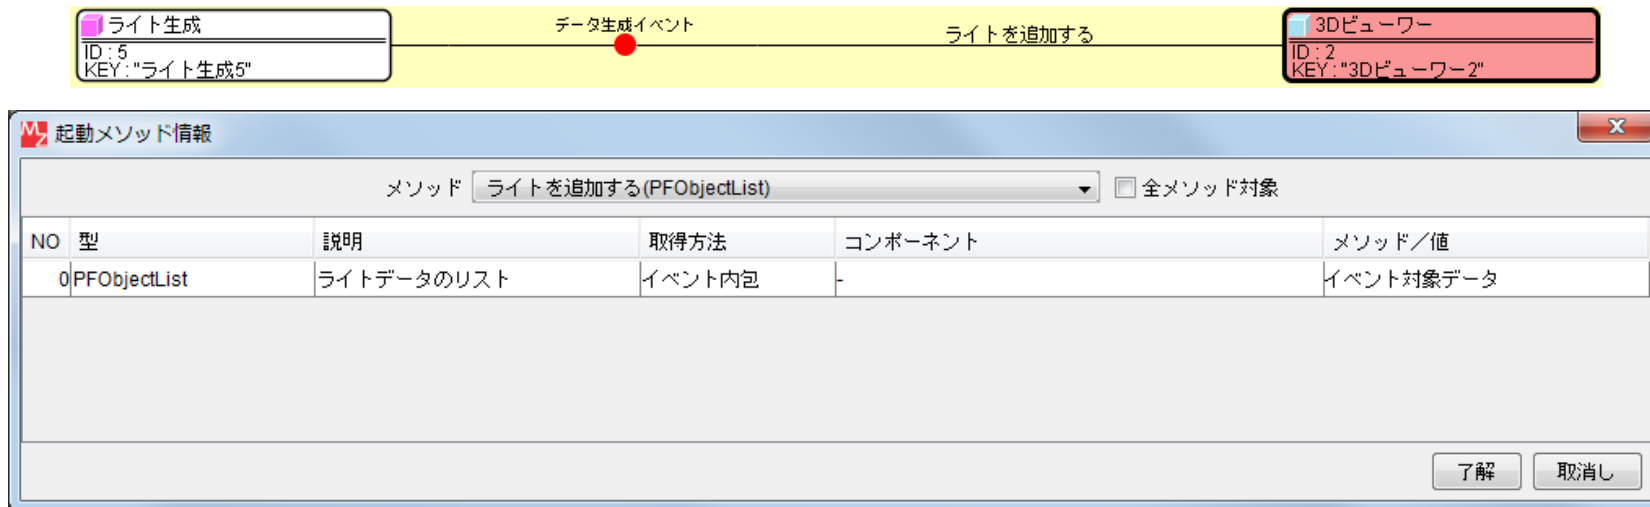 ライト生成
ID : 5
KEY : "ライト生成5"
データ生成イベント
ライトを追加する
3Dビューワー
ID : 2
KEY : "3Dビューワー2"
起動メソッド情報
メソッド ライトを追加する(PFObjectList) 全メソッド対象
NO 型 説明 取得方法 コンポーネント メソッド／値
0 PFObjectList ライトデータのリスト イベント内包 - イベント対象データ
了解 取消し